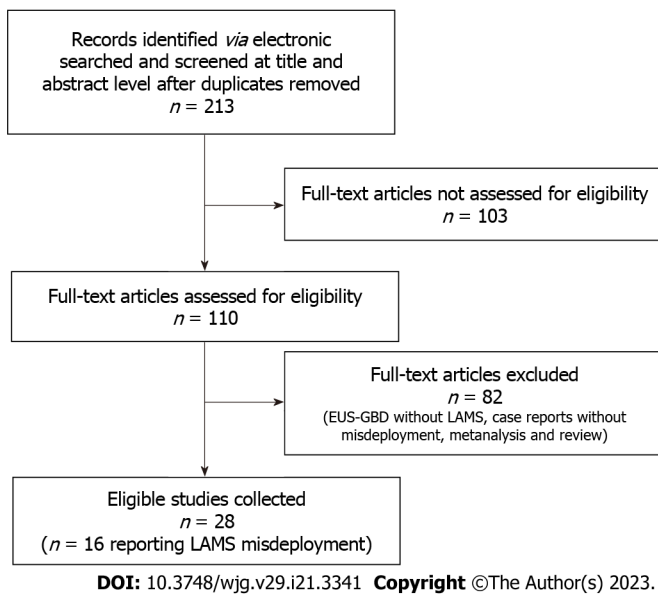 Records identified via electronic
searched and screened at title and
abstract level after duplicates removed
n = 213
Full-text articles not assessed for eligibility
n = 103
Full-text articles assessed for eligibility
n = 110
Full-text articles excluded
n = 82
(EUS-GBD without LAMS, case reports without
misdeployment, metanalysis and review)
Eligible studies collected
n = 28
(n = 16 reporting LAMS misdeployment)
DOI: 10.3748/wjg.v29.i21.3341 Copyright ©The Author(s) 2023.